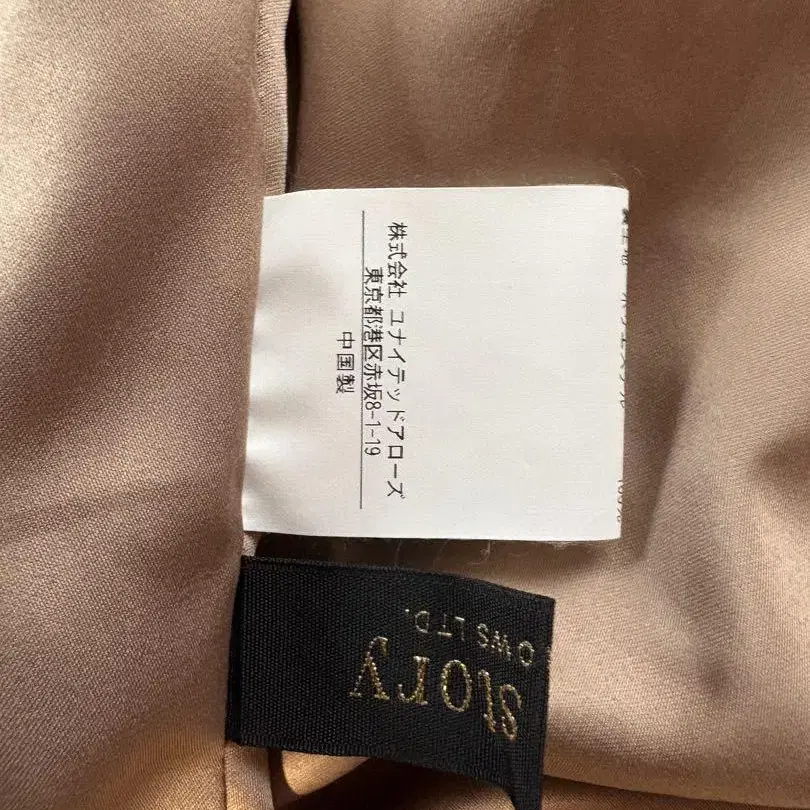 株式会社 ユナイテッドアローズ
東京都港区赤坂8-1-19
中国製
Story
OWS LTD.